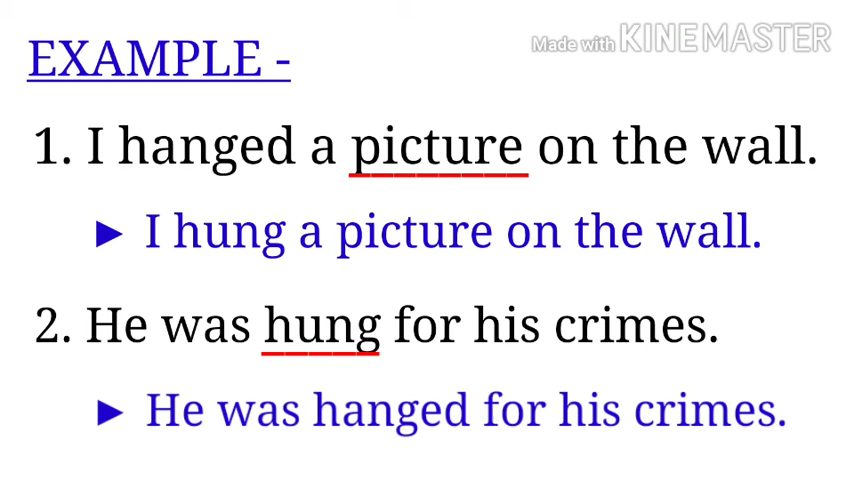 EXAMPLE -
Made with KINEMASTER
1. I hanged a picture on the wall.
► I hung a picture on the wall.
2. He was hung for his crimes.
► He was hanged for his crimes.